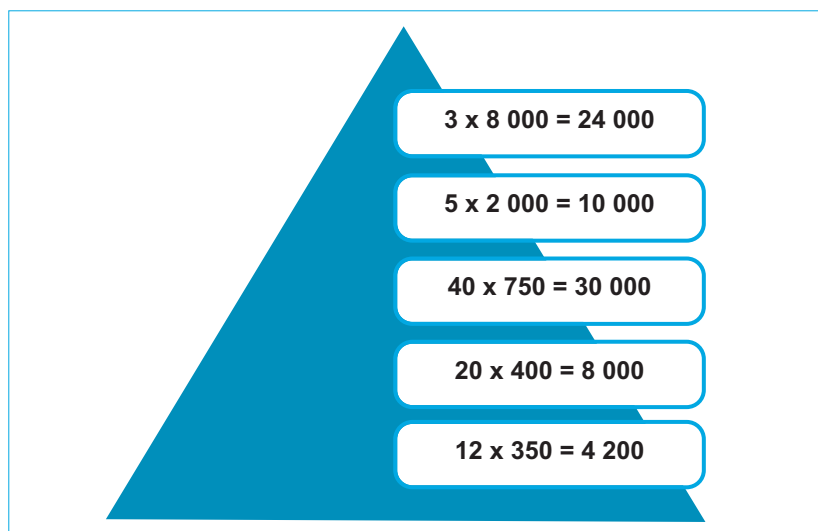 3 x 8 000 = 24 000
5 x 2 000 = 10 000
40 x 750 = 30 000
20 x 400 = 8 000
12 x 350 = 4 200